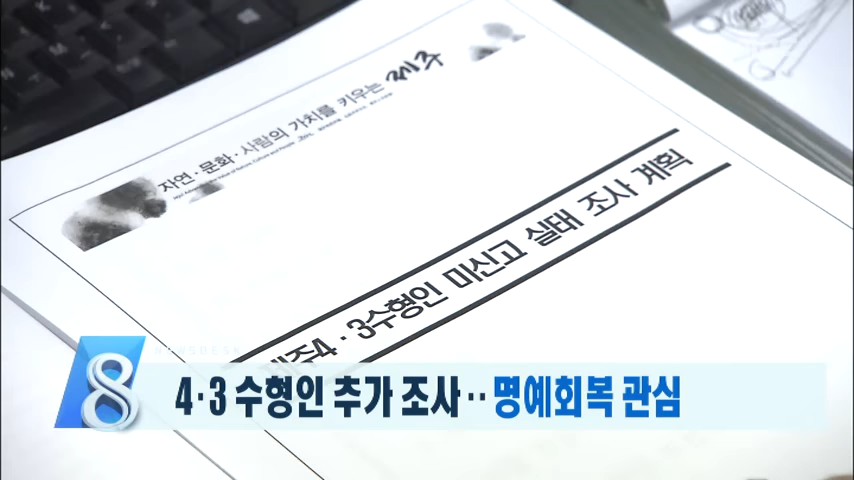 자연·문화·사람의 가치를 키우는 제주
제주4·3수형인 미신고 실태 조사 계획
8
4·3 수형인 추가 조사‥명예회복 관심